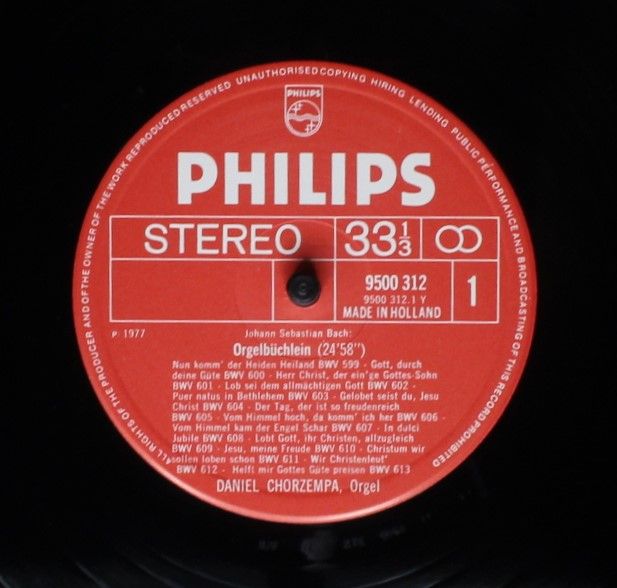 ALL RIGHTS OF THE PRODUCER AND OF THE OWNER OF THE WORK REPRODUCED RESERVED UNAUTHORISED COPYING HIRING LENDING PUBLIC PERFORMANCE AND BROADCASTING OF THIS RECORD PROHIBITED
PHILIPS
PHILIPS
STEREO 33 1/3
9500 312
9500 312.1 Y
MADE IN HOLLAND
1
P 1977
Johann Sebastian Bach:
Orgelbüchlein (24'58")
Nun komm' der Heiden Heiland BWV 599 - Gott, durch
deine Güte BWV 600 - Herr Christ, der ein'ge Gottes-Sohn
BWV 601 - Lob sei dem allmächtigen Gott BWV 602 -
Puer natus in Bethlehem BWV 603 - Gelobet seist du, Jesu
Christ BWV 604 - Der Tag, der ist so freudenreich
BWV 605 - Vom Himmel hoch, da komm' ich her BWV 606 -
Vom Himmel kam der Engel Schar BWV 607 - In dulci
Jubile BWV 608 - Lobt Gott, ihr Christen, allzugleich
BWV 609 - Jesu, meine Freude BWV 610 - Christum wir
sollen loben schon BWV 611 - Wir Christenleut'
BWV 612 - Helft mir Gottes Güte preisen BWV 613
DANIEL CHORZEMPA, Orgel